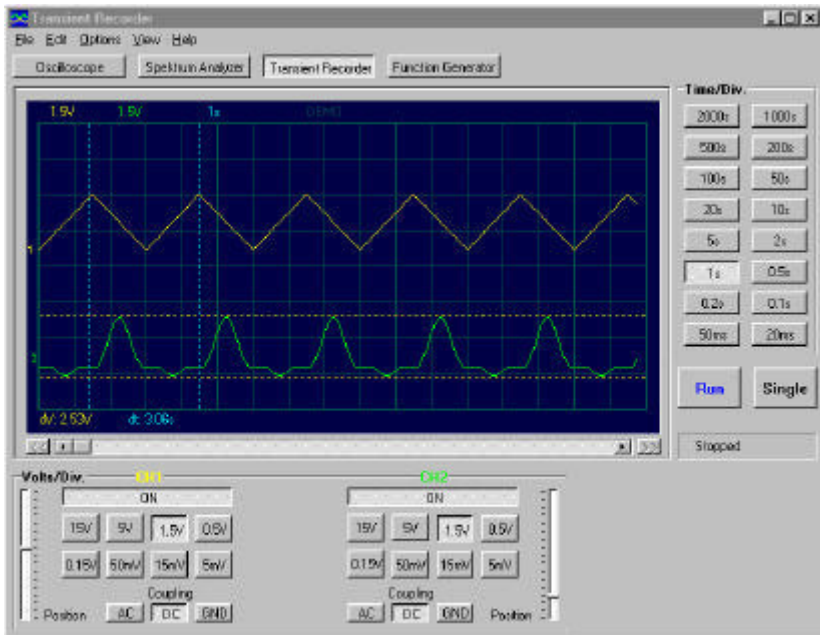 Transient Recorder
File Edit Options View Help
Oscilloscope Spektrum Analyzer Transient Recorder Function Generator
Time/Div.
1.5V 1.5V 1s DEMO
2000s 1000s
500s 200s
100s 50s
20s 10s
5s 2s
1s 0.5s
0.2s 0.1s
50ms 20ms
1
2
Run Single
dV: 2.53V dt: 3.06s
<< >>
Stopped
Volts/Div. CH1 CH2
ON ON
15V 5V 1.5V 0.5V 15V 5V 1.5V 0.5V
0.15V 50mV 15mV 5mV 0.15V 50mV 15mV 5mV
Coupling Coupling
Position AC DC GND AC DC GND Position